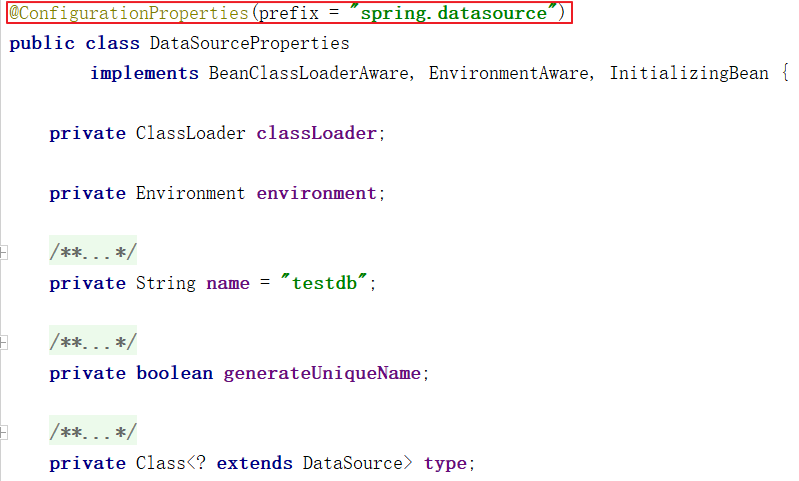 @ConfigurationProperties(prefix = "spring.datasource")
public class DataSourceProperties
        implements BeanClassLoaderAware, EnvironmentAware, InitializingBean {
    private ClassLoader classLoader;
    private Environment environment;
    /**...*/
    private String name = "testdb";
    /**...*/
    private boolean generateUniqueName;
    /**...*/
    private Class<? extends DataSource> type;